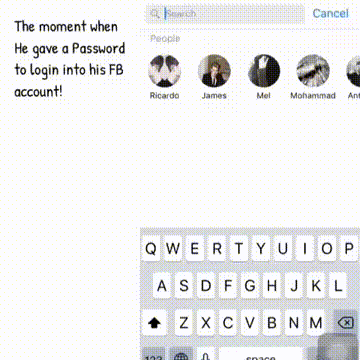 The moment when
He gave a Password
to login into his FB
account!
Search
Cancel
People
Ricardo James Mel Mohammad Ant
Q W E R T Y U I O P
A S D F G H J K L
Z X C V B N M
123 space